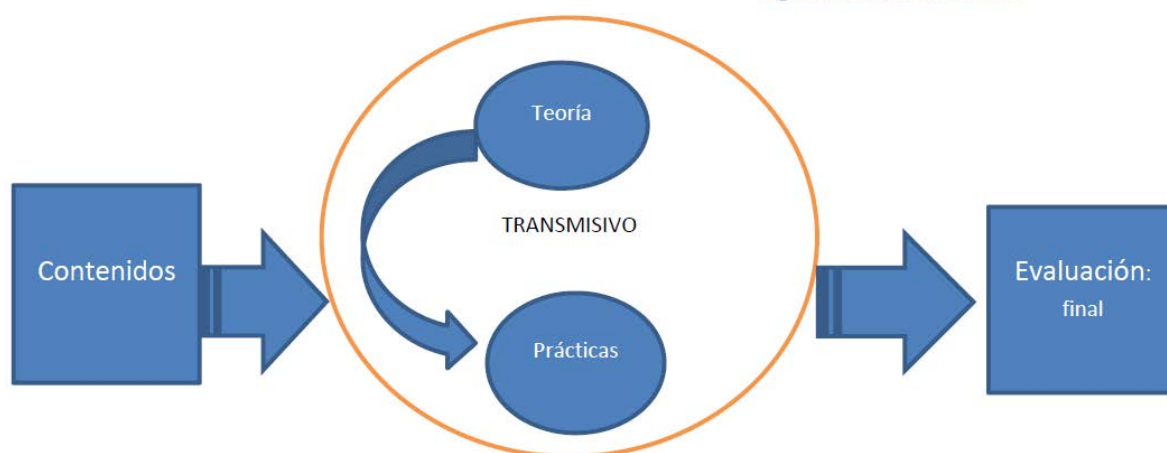 Teoría
TRANSMISIVO
Contenidos
Prácticas
Evaluación:
final